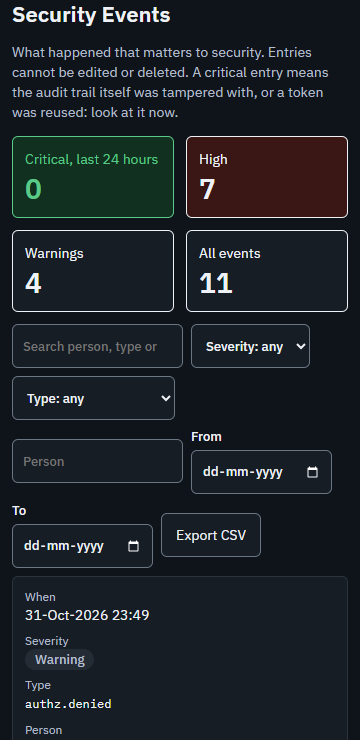 Security Events
What happened that matters to security. Entries
cannot be edited or deleted. A critical entry means
the audit trail itself was tampered with, or a token
was reused: look at it now.
Critical, last 24 hours
0
High
7
Warnings
4
All events
11
Search person, type or
Severity: any
Type: any
Person
From
dd-mm-yyyy
To
dd-mm-yyyy
Export CSV
When
31-Oct-2026 23:49
Severity
Warning
Type
authz.denied
Person